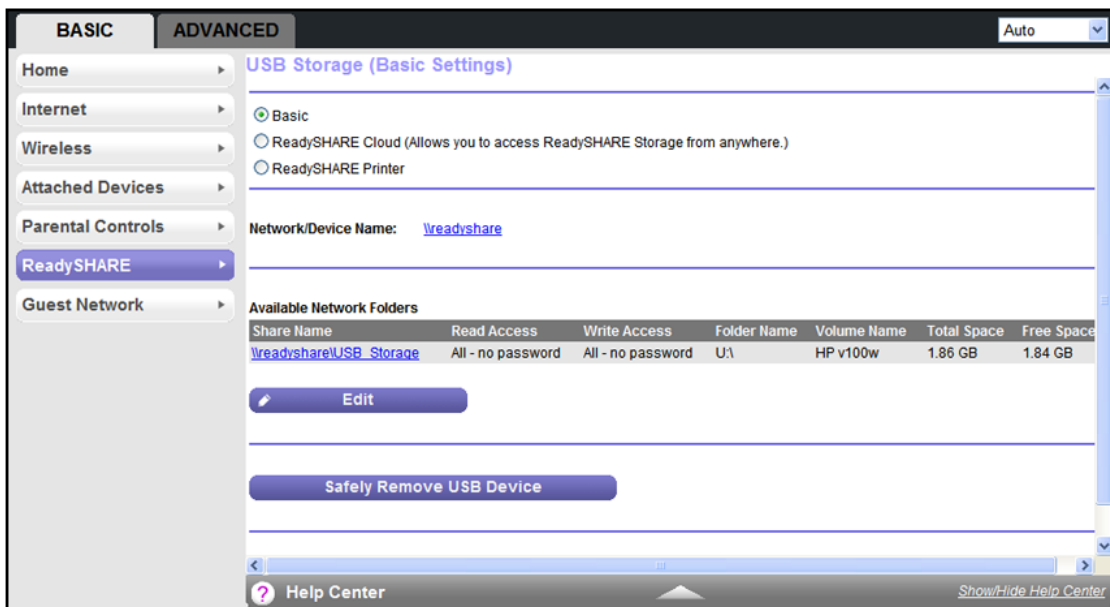 BASIC
ADVANCED
Auto
Home
Internet
Wireless
Attached Devices
Parental Controls
ReadySHARE
Guest Network
USB Storage (Basic Settings)
Basic
ReadySHARE Cloud (Allows you to access ReadySHARE Storage from anywhere.)
ReadySHARE Printer
Network/Device Name: \\readyshare
Available Network Folders
Share Name Read Access Write Access Folder Name Volume Name Total Space Free Space
\\readyshare\USB_Storage All - no password All - no password U:\ HP v100w 1.86 GB 1.84 GB
Edit
Safely Remove USB Device
? Help Center
Show/Hide Help Center